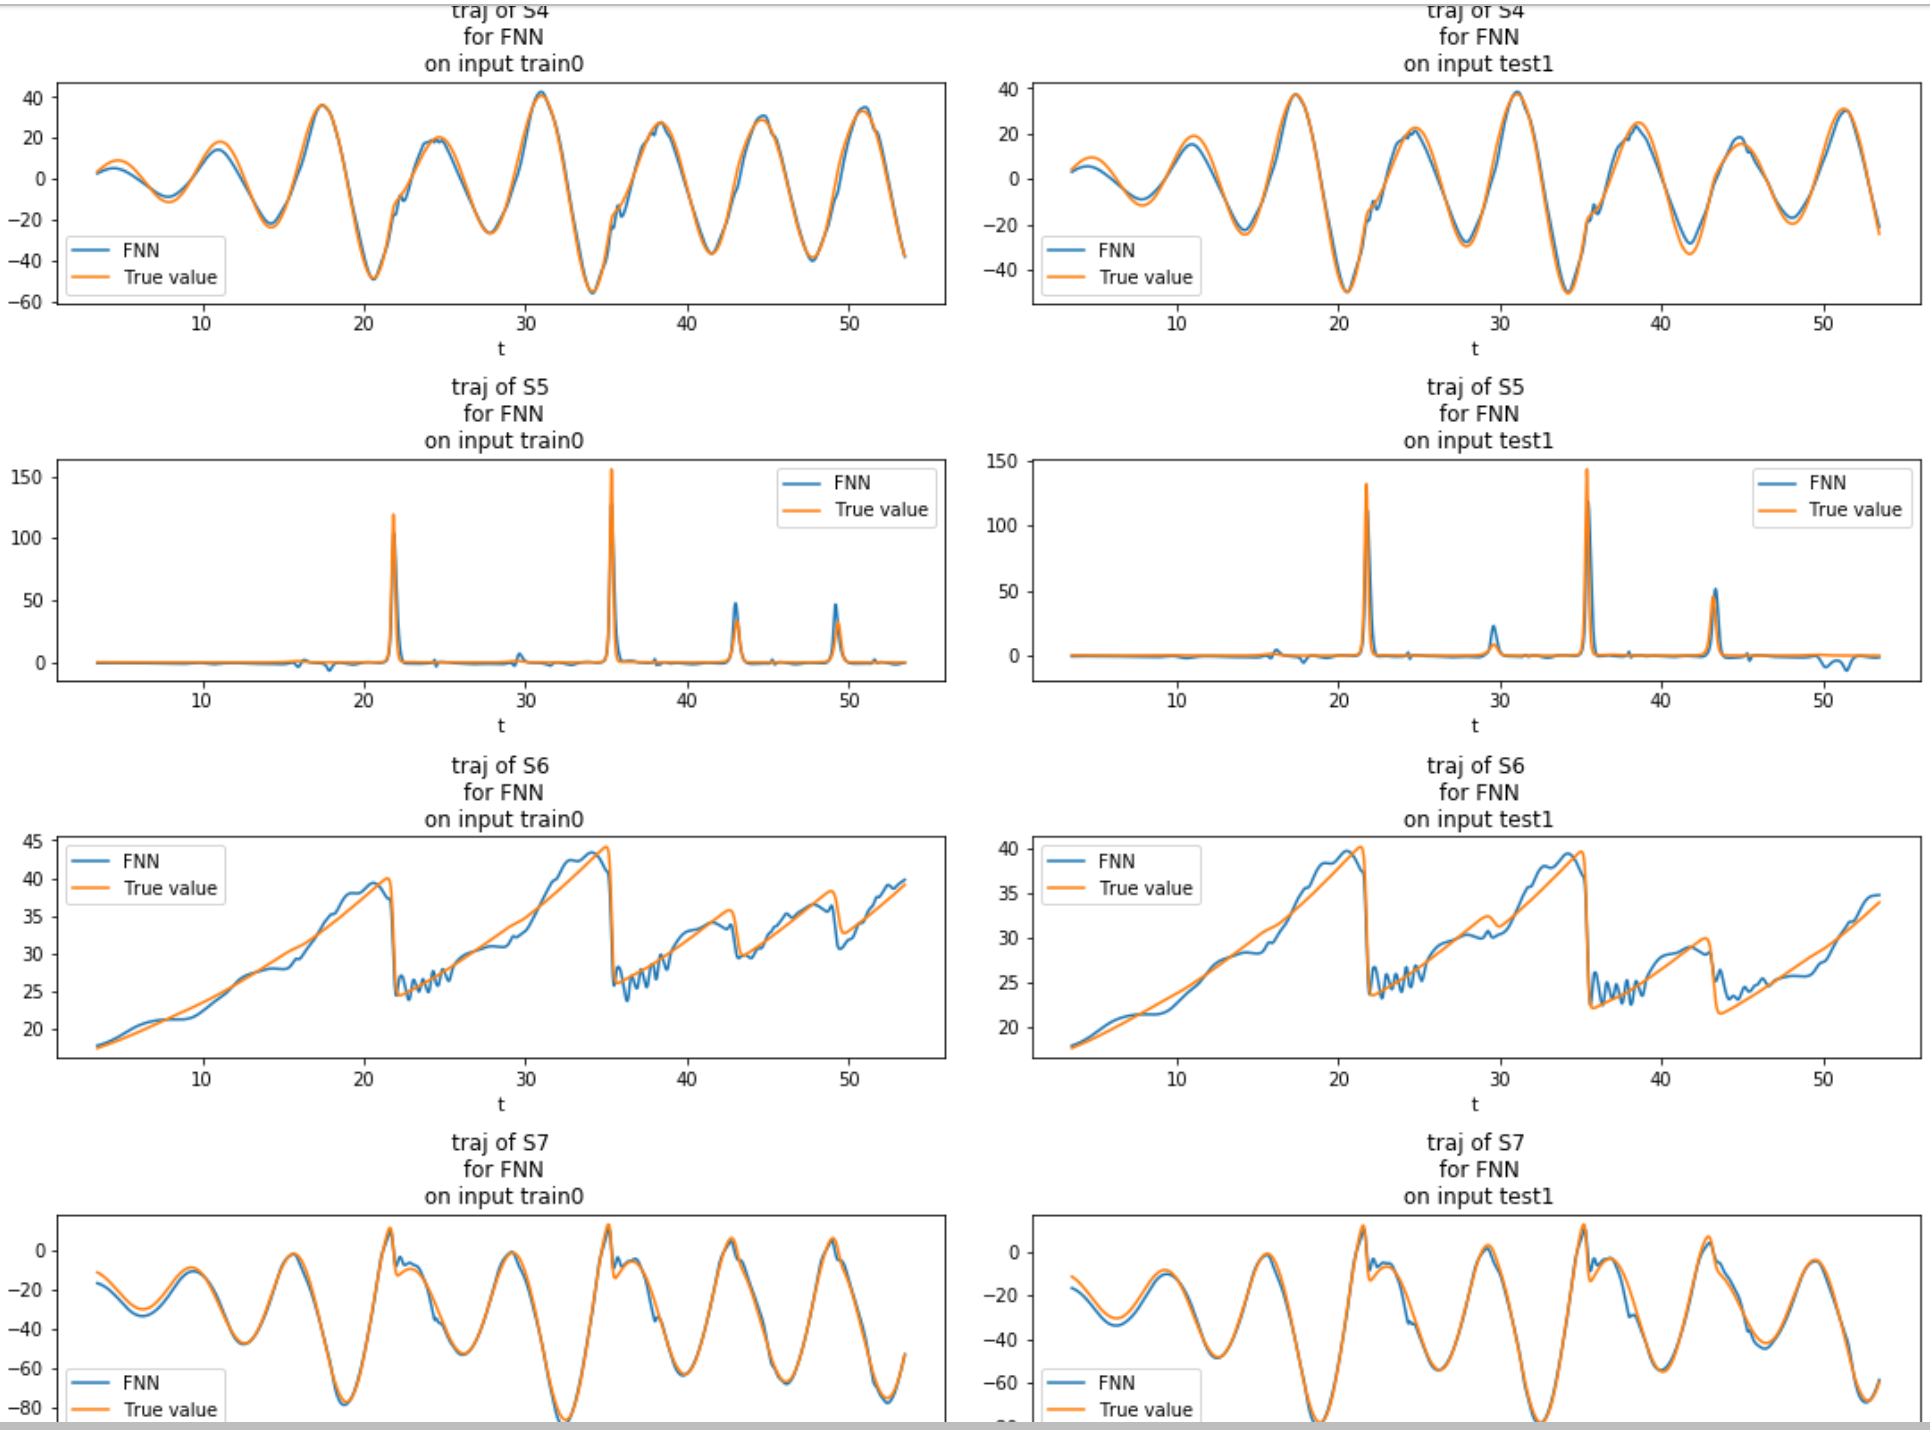 traj of S4
for FNN
on input train0
40
20
0
−20
−40
−60
FNN
True value
10
20
30
40
50
t
traj of S4
for FNN
on input test1
40
20
0
−20
−40
FNN
True value
10
20
30
40
50
t
traj of S5
for FNN
on input train0
150
100
50
0
FNN
True value
10
20
30
40
50
t
traj of S5
for FNN
on input test1
150
100
50
0
FNN
True value
10
20
30
40
50
t
traj of S6
for FNN
on input train0
45
40
35
30
25
20
FNN
True value
10
20
30
40
50
t
traj of S6
for FNN
on input test1
40
35
30
25
20
FNN
True value
10
20
30
40
50
t
traj of S7
for FNN
on input train0
0
−20
−40
−60
−80
FNN
True value
traj of S7
for FNN
on input test1
0
−20
−40
−60
FNN
True value